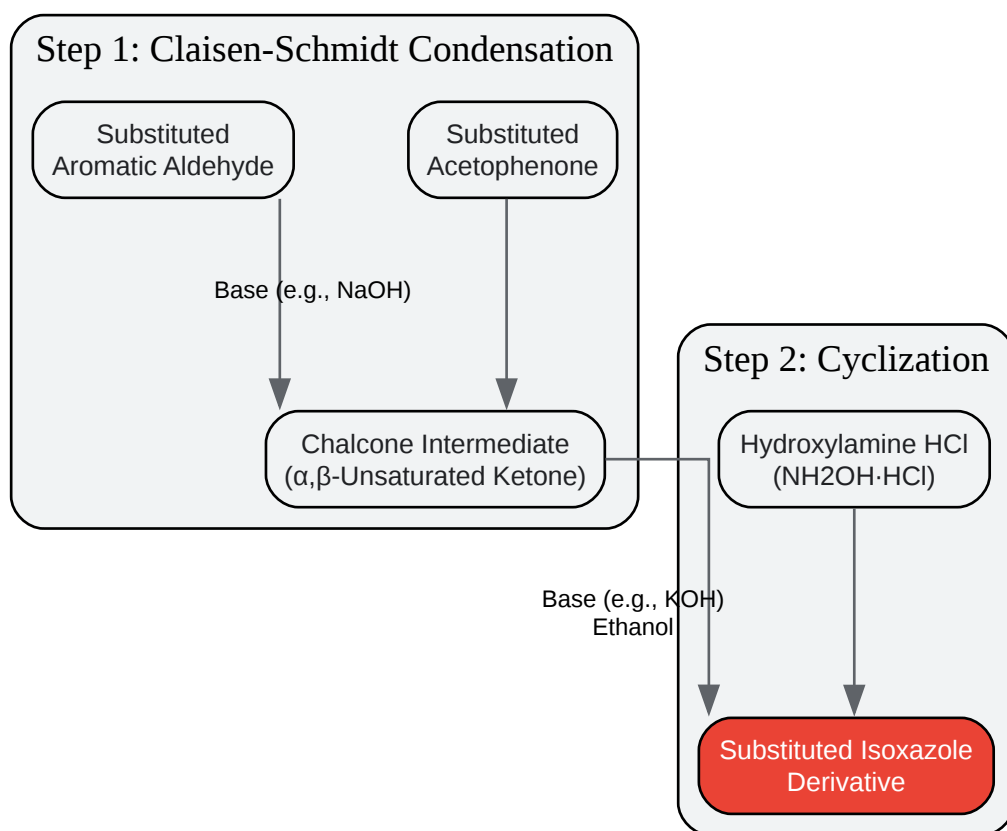 Step 1: Claisen-Schmidt Condensation
Substituted
Aromatic Aldehyde
Substituted
Acetophenone
Base (e.g., NaOH)
Chalcone Intermediate
(α,β-Unsaturated Ketone)
Step 2: Cyclization
Hydroxylamine HCl
(NH2OH·HCl)
Base (e.g., KOH)
Ethanol
Substituted Isoxazole
Derivative